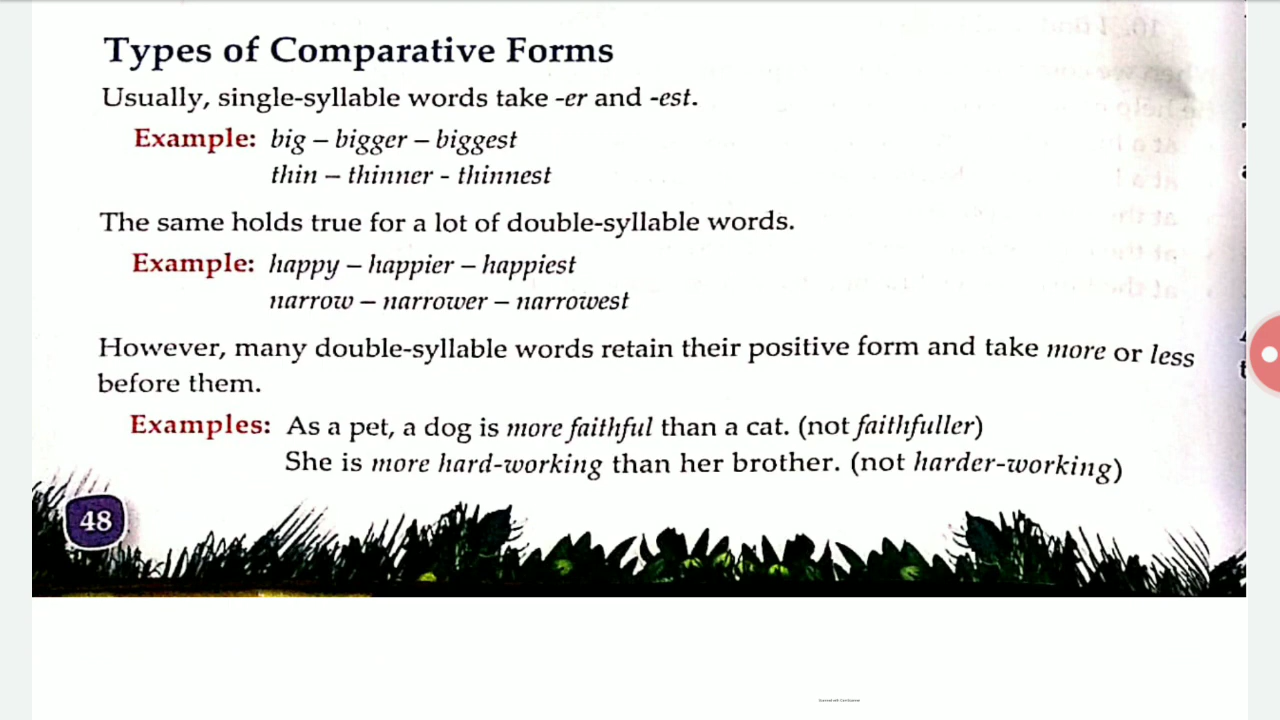 Types of Comparative Forms
Usually, single-syllable words take -er and -est.
Example: big – bigger – biggest
thin – thinner - thinnest
The same holds true for a lot of double-syllable words.
Example: happy – happier – happiest
narrow – narrower – narrowest
However, many double-syllable words retain their positive form and take more or less
before them.
Examples: As a pet, a dog is more faithful than a cat. (not faithfuller)
She is more hard-working than her brother. (not harder-working)
48